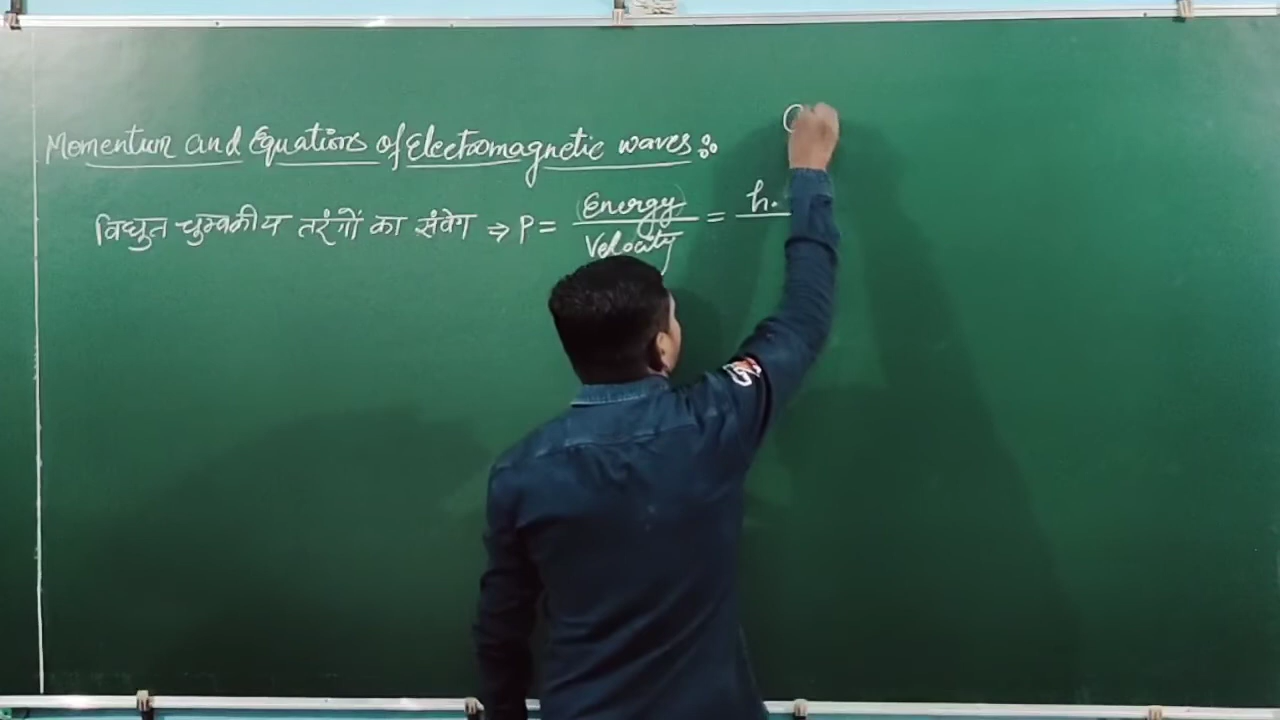 Momentum and Equations of Electromagnetic waves :
विधुत चुम्बकीय तरंगों का संवेग ⇒ P = Energy / Velocity = h.